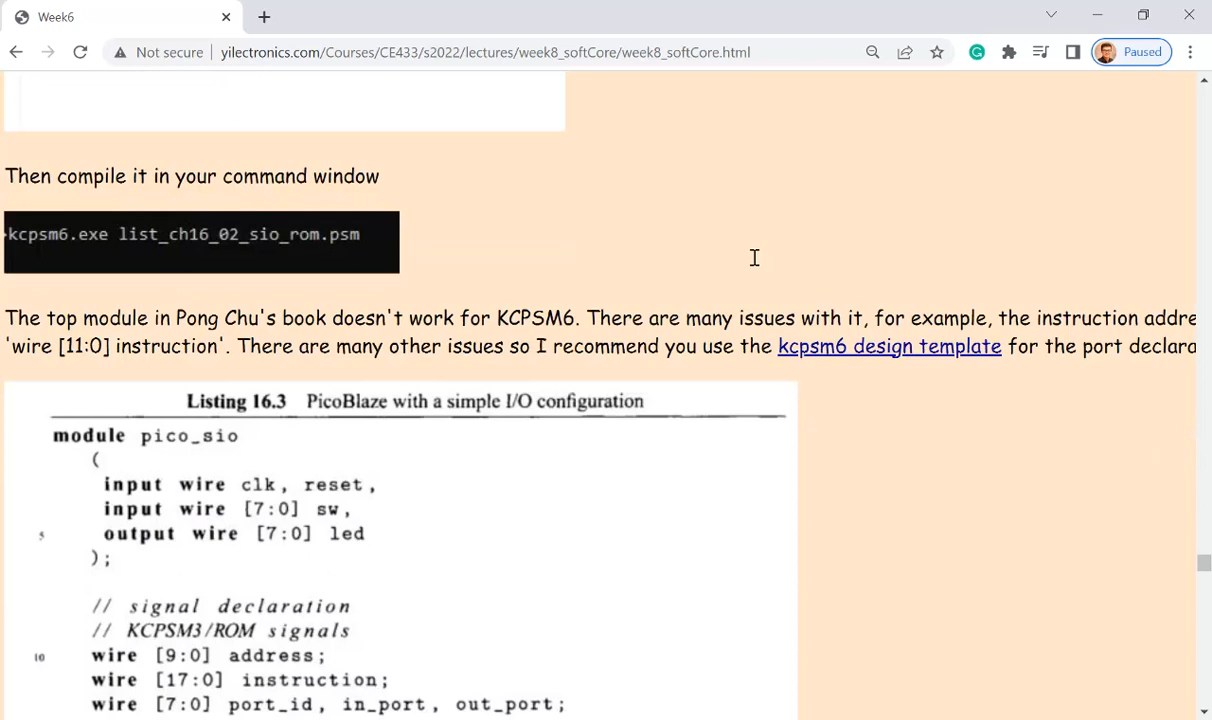 Week6
Not secure
yilectronics.com/Courses/CE433/s2022/lectures/week8_softCore/week8_softCore.html
Paused
Then compile it in your command window
kcpsm6.exe list_ch16_02_sio_rom.psm
The top module in Pong Chu's book doesn't work for KCPSM6. There are many issues with it, for example, the instruction addre
'wire [11:0] instruction'. There are many other issues so I recommend you use the kcpsm6 design template for the port declara
Listing 16.3 PicoBlaze with a simple I/O configuration
module pico_sio
(
input wire clk, reset,
input wire [7:0] sw,
5 output wire [7:0] led
);
// signal declaration
// KCPSM3/ROM signals
10 wire [9:0] address;
wire [17:0] instruction;
wire [7:0] port_id, in_port, out_port;